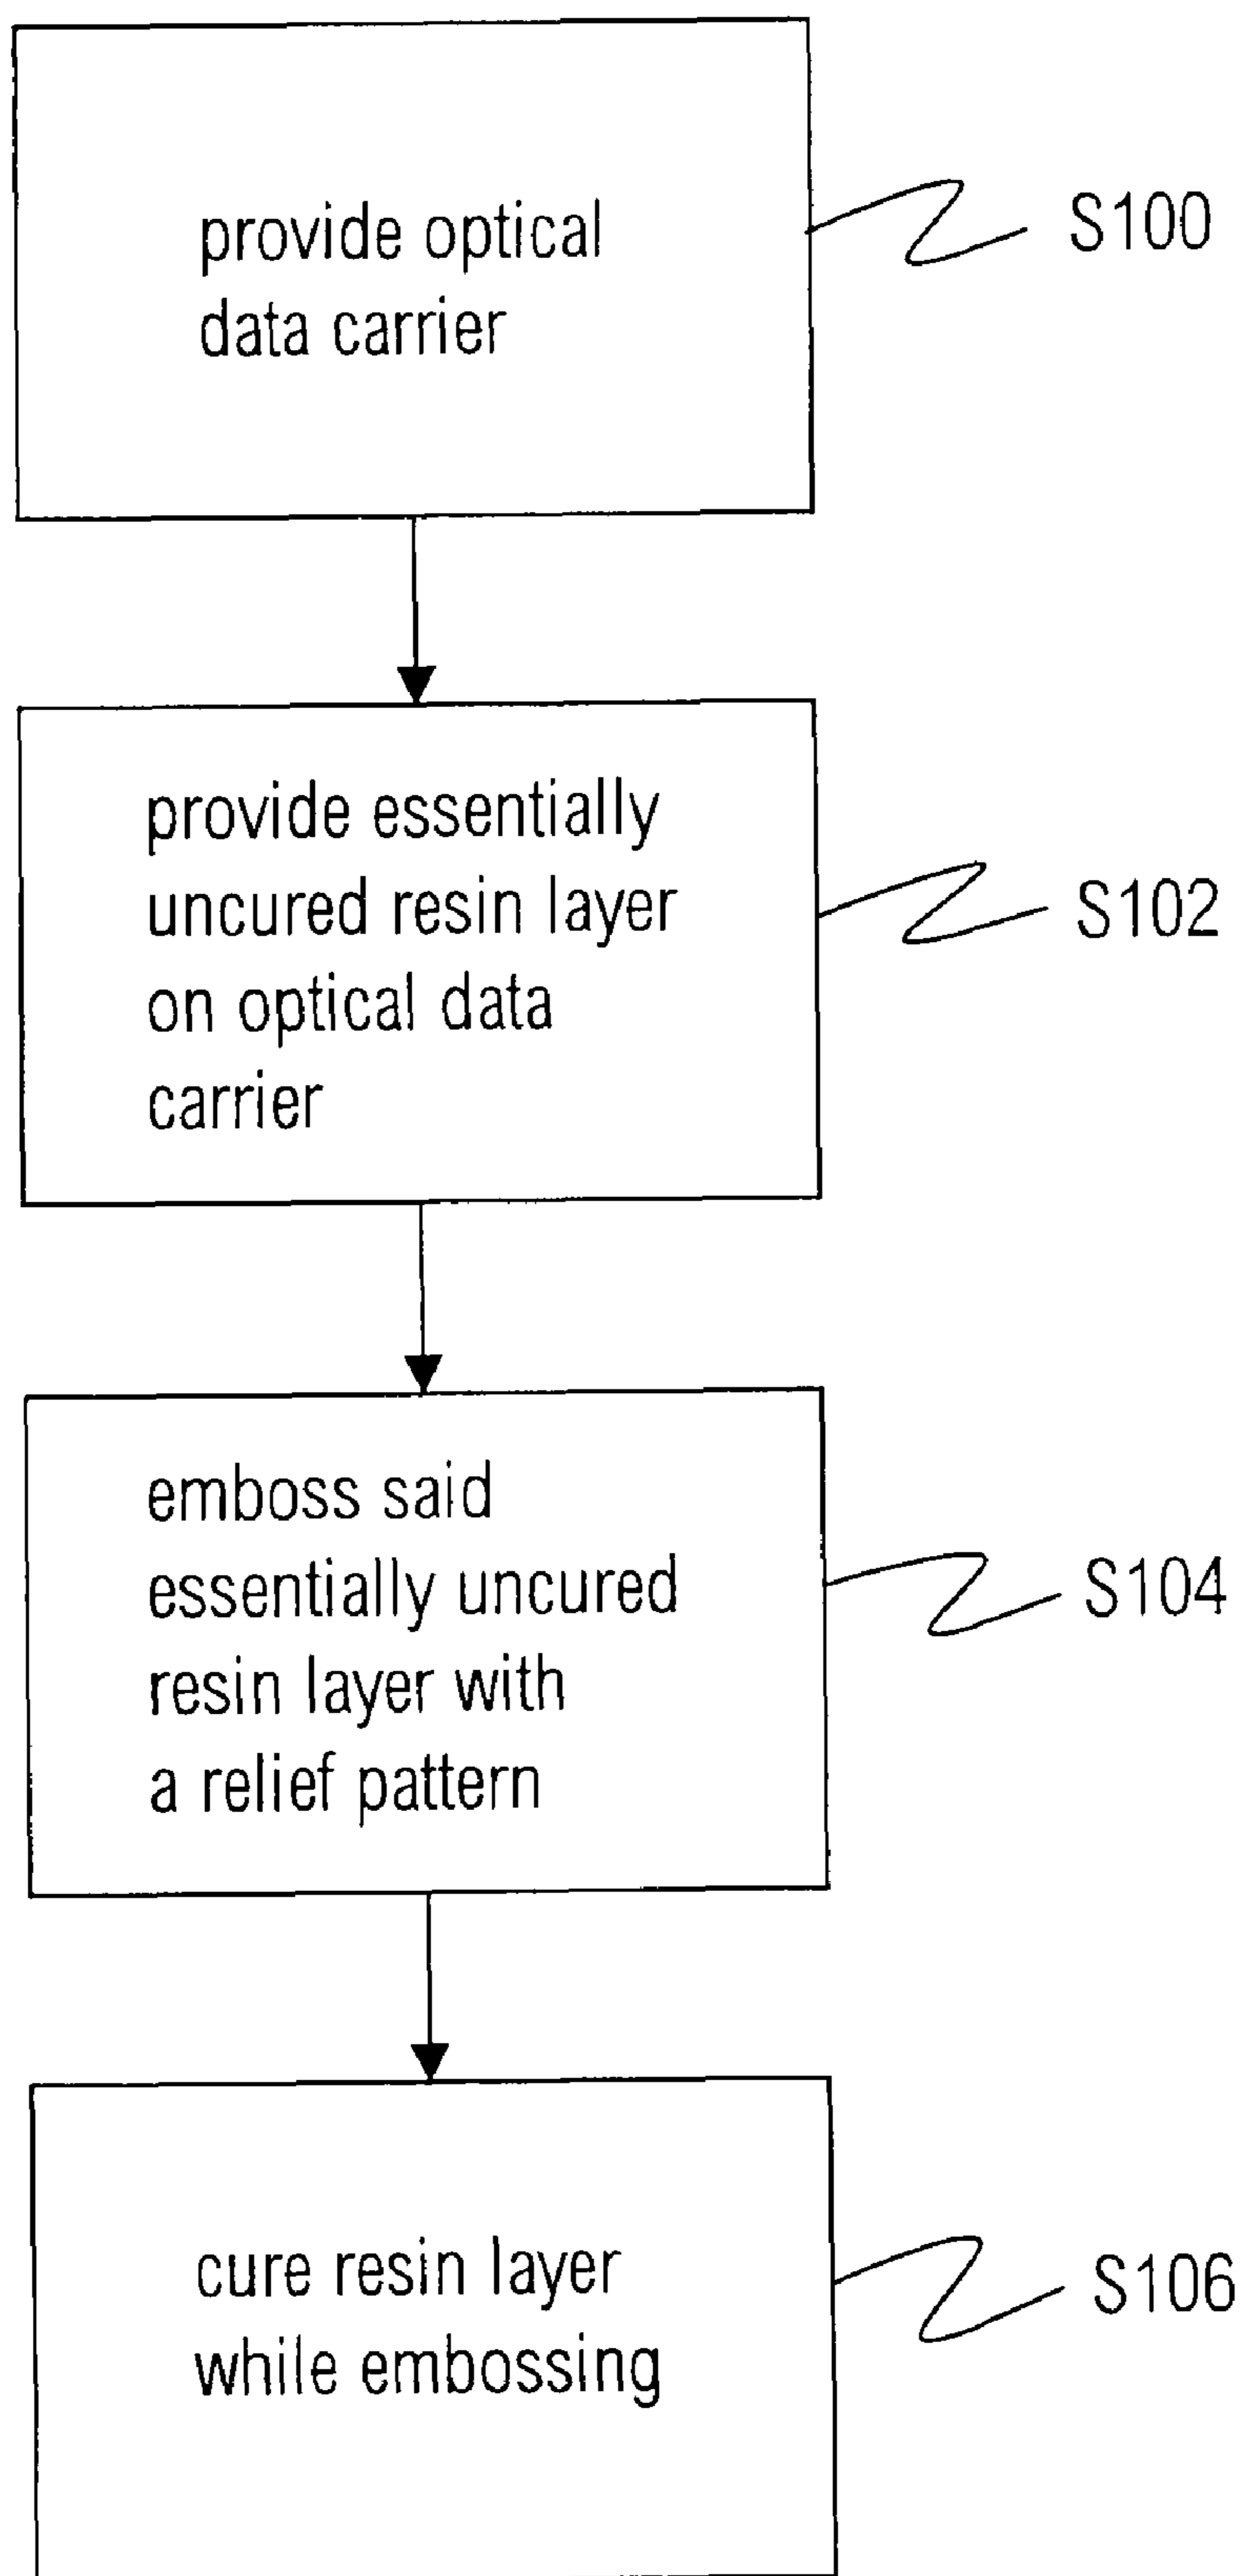 provide optical
data carrier
S100
provide essentially
uncured resin layer
on optical data
carrier
S102
emboss said
essentially uncured
resin layer with
a relief pattern
S104
cure resin layer
while embossing
S106